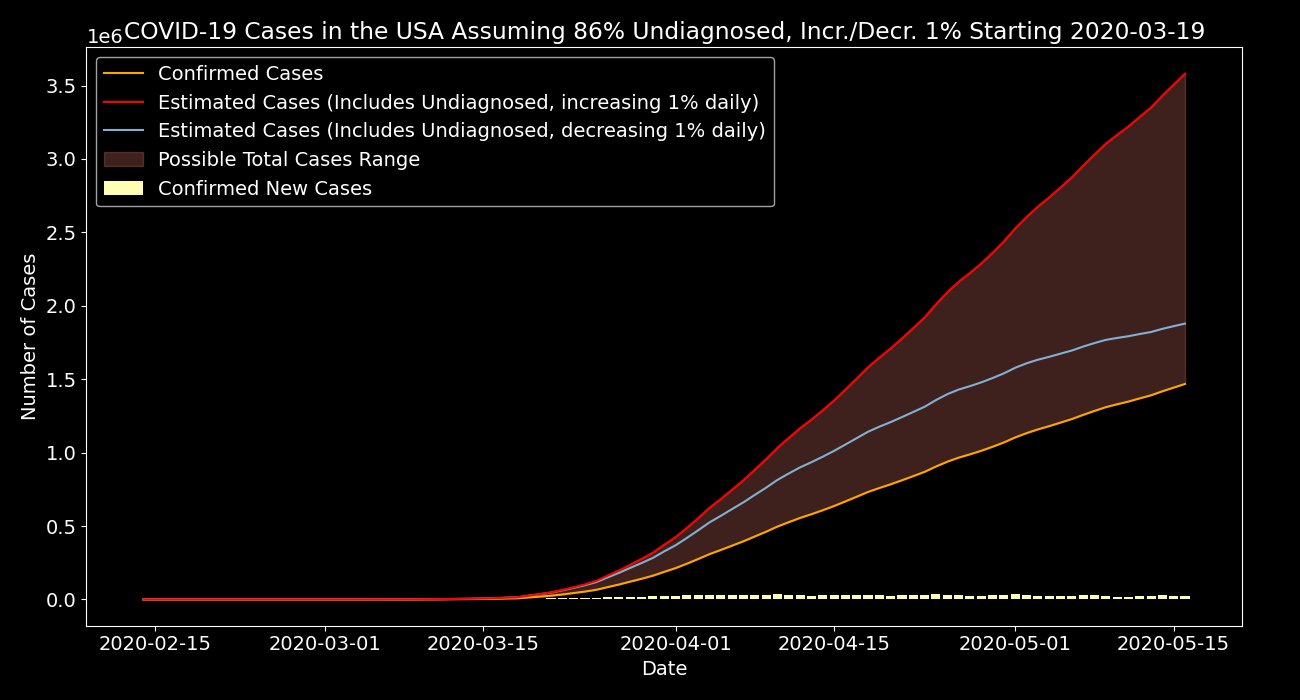 COVID-19 Cases in the USA Assuming 86% Undiagnosed, Incr./Decr. 1% Starting 2020-03-19
1e6
Confirmed Cases
Estimated Cases (Includes Undiagnosed, increasing 1% daily)
Estimated Cases (Includes Undiagnosed, decreasing 1% daily)
Possible Total Cases Range
Confirmed New Cases
Number of Cases
3.5
3.0
2.5
2.0
1.5
1.0
0.5
0.0
2020-02-15 2020-03-01 2020-03-15 2020-04-01 2020-04-15 2020-05-01 2020-05-15
Date